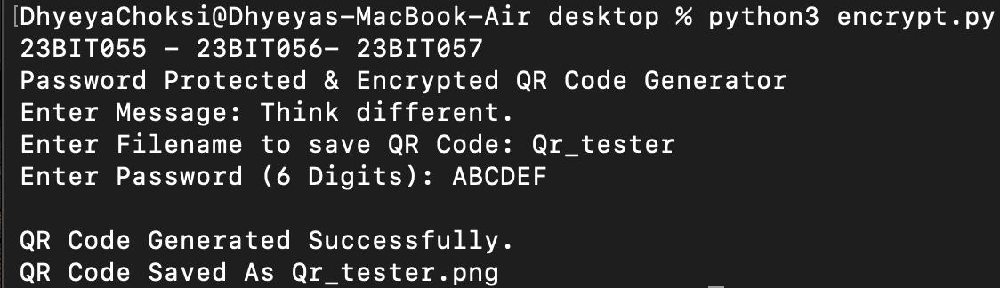 [DhyeyaChoksi@Dhyeyas-MacBook-Air desktop % python3 encrypt.py
23BIT055 - 23BIT056- 23BIT057
Password Protected & Encrypted QR Code Generator
Enter Message: Think different.
Enter Filename to save QR Code: Qr_tester
Enter Password (6 Digits): ABCDEF
QR Code Generated Successfully.
QR Code Saved As Qr_tester.png